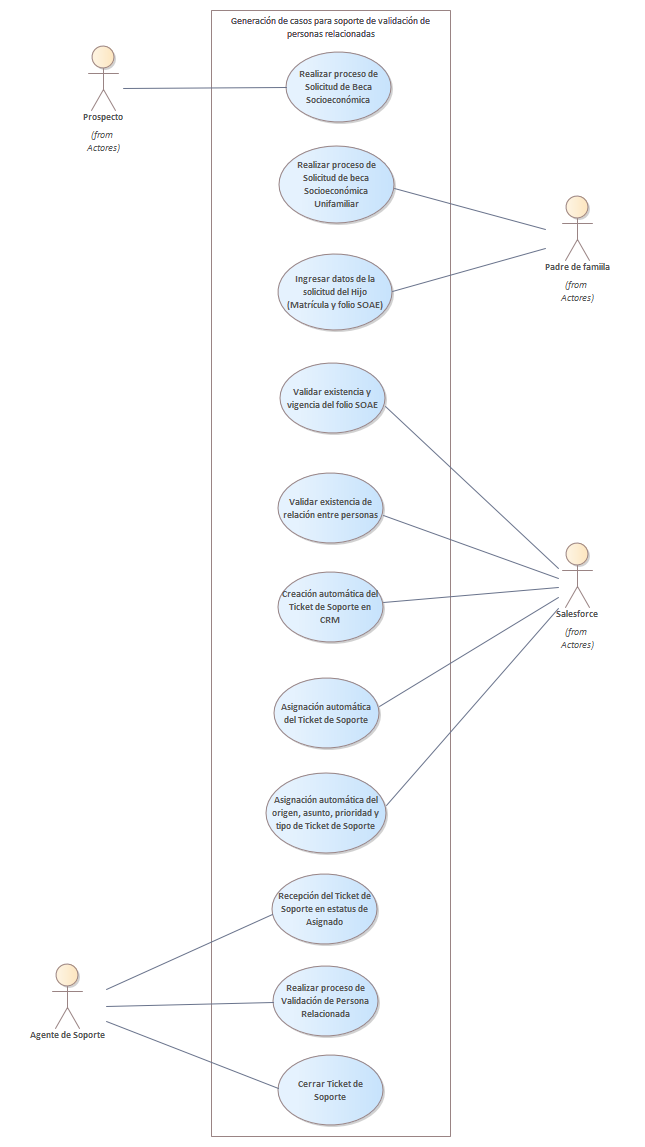 Generación de casos para soporte de validación de
personas relacionadas
Realizar proceso de
Solicitud de Beca
Socioeconómica
Prospecto
(from
Actores)
Realizar proceso de
Solicitud de beca
Socioeconómica
Unifamiliar
Padre de famiila
(from
Actores)
Ingresar datos de la
solicitud del Hijo
(Matrícula y folio SOAE)
Validar existencia y
vigencia del folio SOAE
Validar existencia de
relación entre personas
Creación automática del
Ticket de Soporte en
CRM
Salesforce
(from
Actores)
Asignación automática
del Ticket de Soporte
Asignación automática del
origen, asunto, prioridad y
tipo de Ticket de Soporte
Recepción del Ticket de
Soporte en estatus de
Asignado
Realizar proceso de
Validación de Persona
Relacionada
Agente de Soporte
Cerrar Ticket de
Soporte